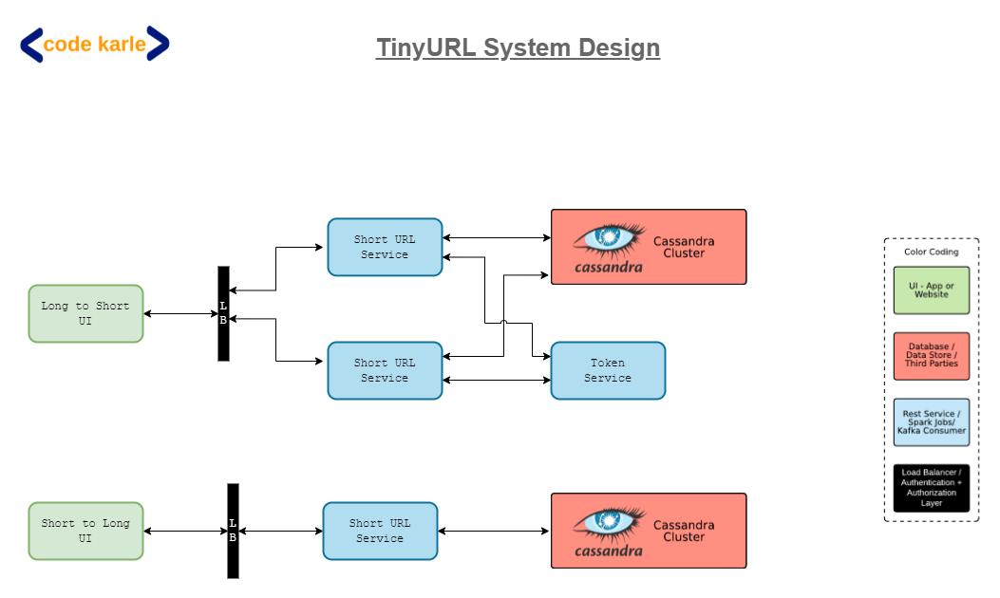 code karle
TinyURL System Design
Short URL
Service
Cassandra
Cluster
cassandra
Long to Short
UI
L
B
Short URL
Service
Token
Service
Short to Long
UI
L
B
Short URL
Service
Cassandra
Cluster
cassandra
Color Coding
UI - App or
Website
Database /
Data Store /
Third Parties
Rest Service /
Spark Jobs/
Kafka Consumer
Load Balancer /
Authentication +
Authorization
Layer